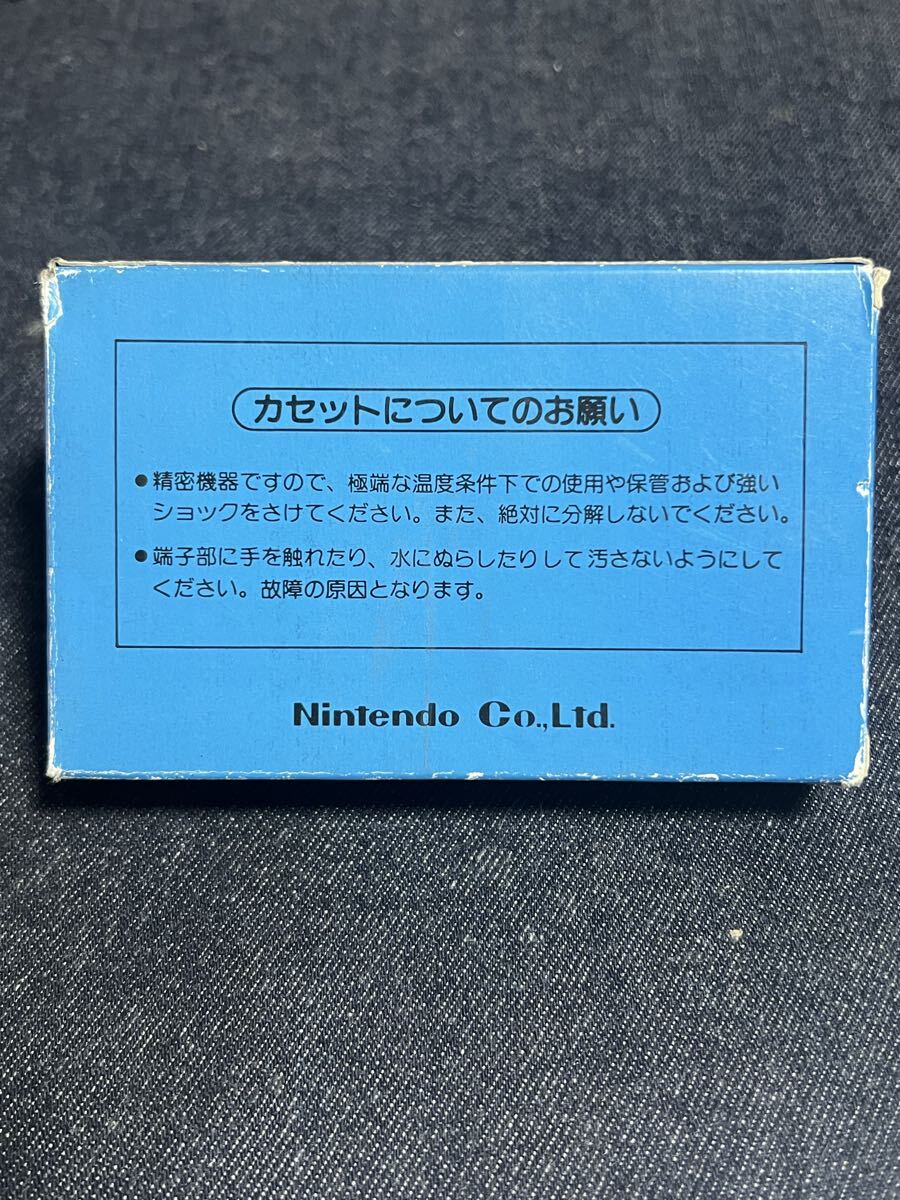 カセットについてのお願い
●精密機器ですので、極端な温度条件下での使用や保管および強い
ショックをさけてください。また、絶対に分解しないでください。
●端子部に手を触れたり、水にぬらしたりして汚さないようにして
ください。故障の原因となります。
Nintendo Co.,Ltd.